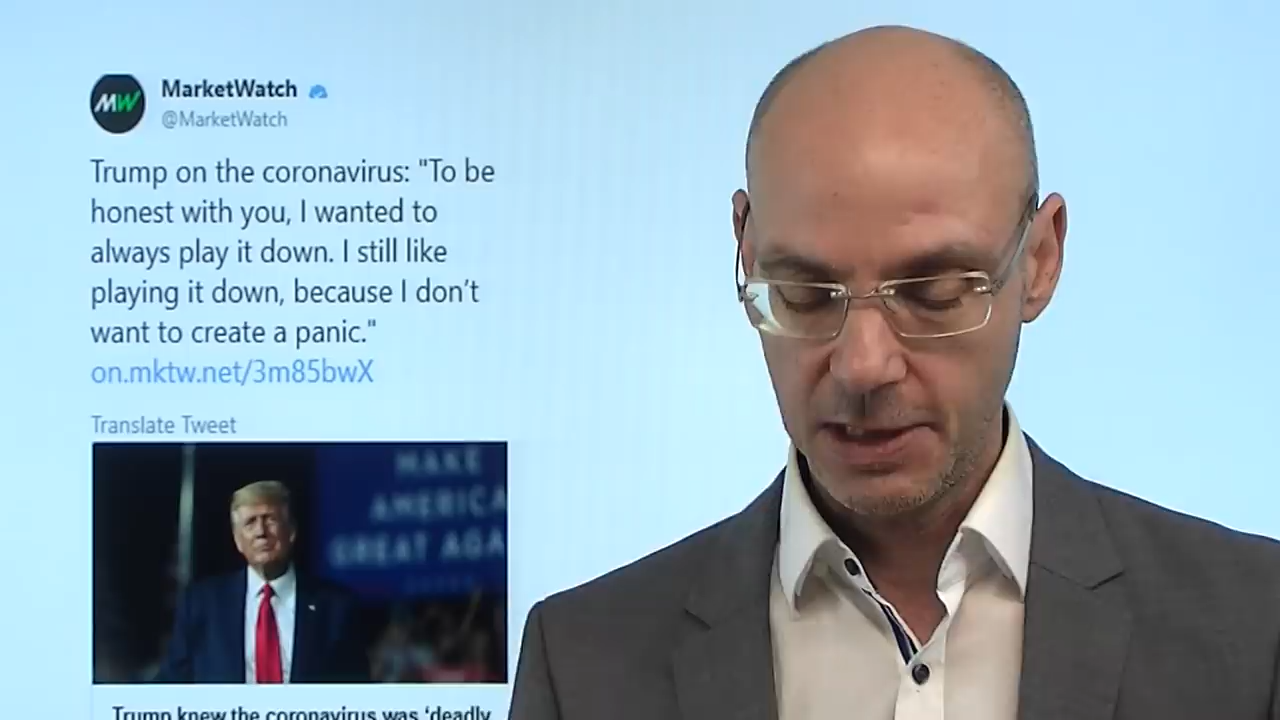 MW
MarketWatch
@MarketWatch
Trump on the coronavirus: "To be
honest with you, I wanted to
always play it down. I still like
playing it down, because I don't
want to create a panic."
on.mktw.net/3m85bwX
Translate Tweet
MAKE
AMERICA
GREAT AGA
Trump knew the coronavirus was 'deadly